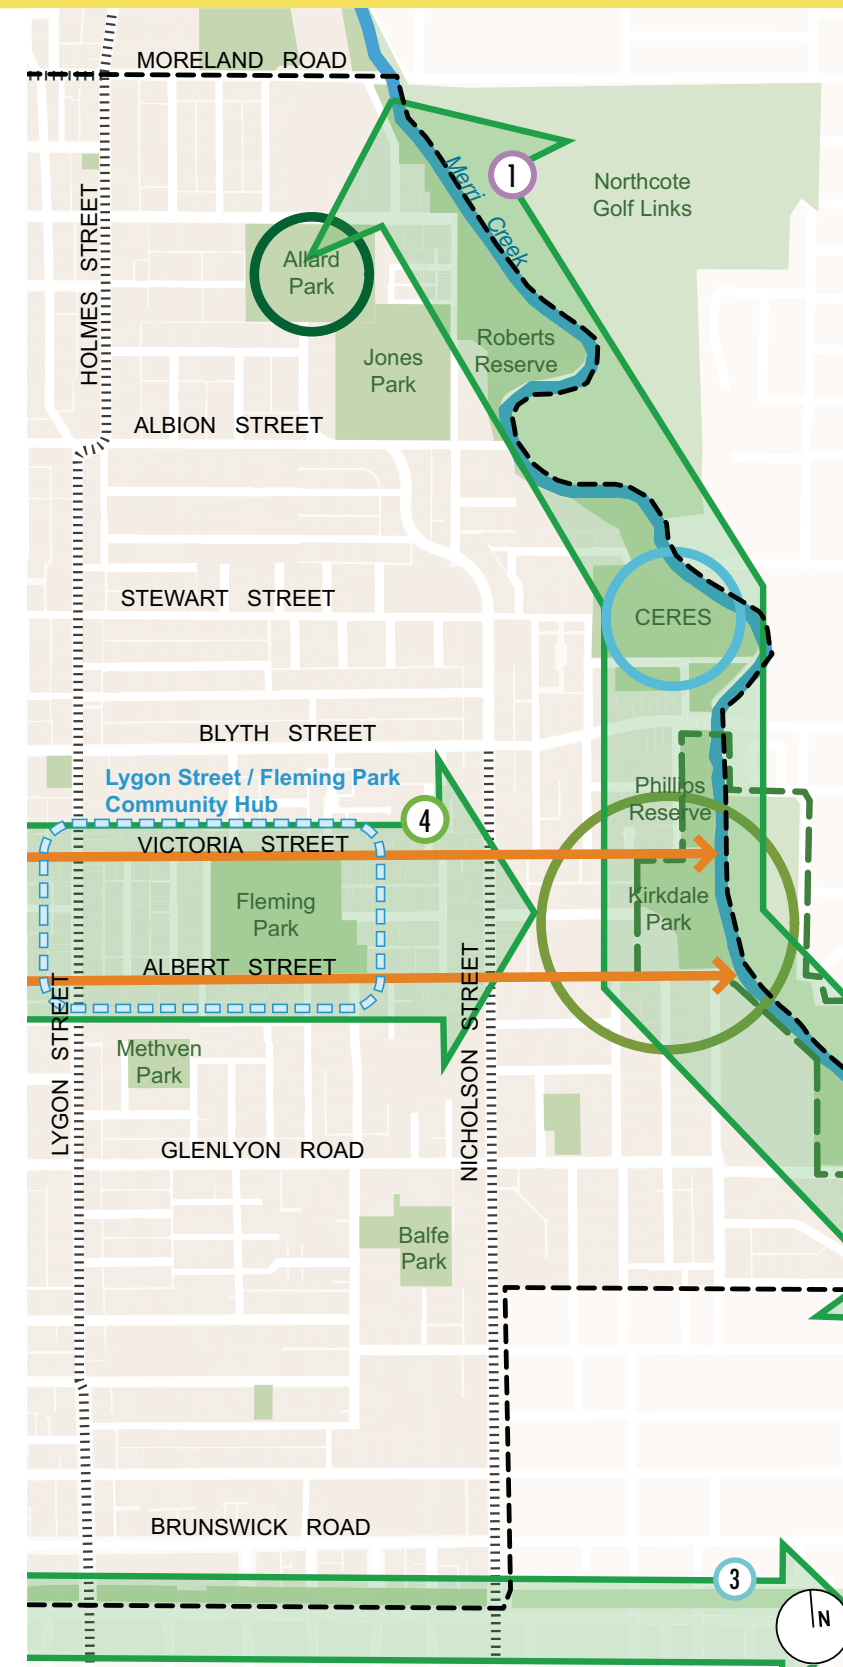 MORELAND ROAD
Merri Creek
1
Northcote
Golf Links
HOLMES STREET
Allard
Park
Roberts
Reserve
Jones
Park
ALBION STREET
STEWART STREET
CERES
BLYTH STREET
Lygon Street / Fleming Park
Community Hub
Phillips
Reserve
4
VICTORIA STREET
Fleming
Park
Kirkdale
Park
ALBERT STREET
LYGON STREET
NICHOLSON STREET
Methven
Park
GLENLYON ROAD
Balfe
Park
BRUNSWICK ROAD
3
N